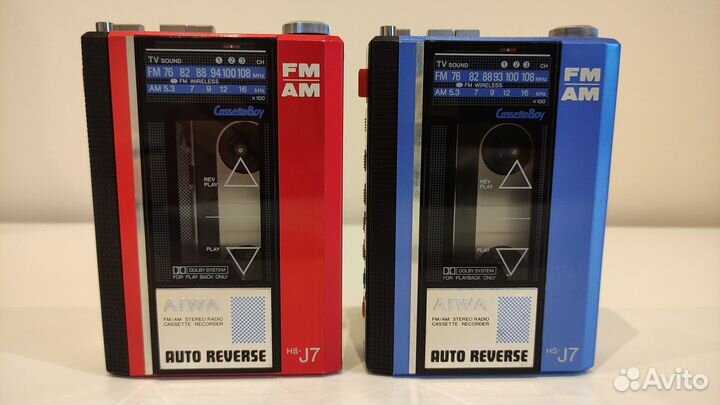 TV SOUND 1 2 3 CH
FM 76 82 88 94 100 108 MHz
FM WIRELESS
AM 5.3 7 9 12 16 kHz
x100
CassetteBoy
REV
PLAY
PLAY
DOLBY SYSTEM
FOR PLAYBACK ONLY
AIWA
FM/AM STEREO RADIO
CASSETTE RECORDER
AUTO REVERSE
FM
AM
HS-J7
TV SOUND 1 2 3 CH
FM 76 82 88 93 100 108 MHz
FM WIRELESS
AM 5.3 7 9 12 16 kHz
x100
CassetteBoy
REV
PLAY
PLAY
DOLBY SYSTEM
FOR PLAYBACK ONLY
AIWA
FM/AM STEREO RADIO
CASSETTE RECORDER
AUTO REVERSE
FM
AM
HS-J7
Avito